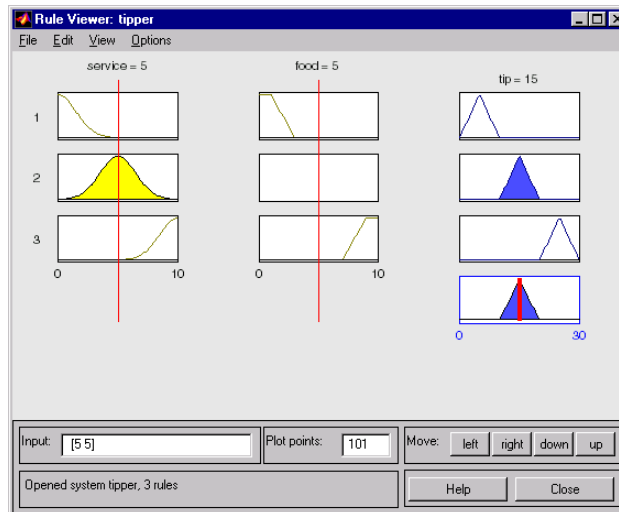 Rule Viewer: tipper
File Edit View Options
service = 5
food = 5
tip = 15
1
2
3
0 10
0 10
0 30
Input: [5 5]
Plot points: 101
Move: left right down up
Opened system tipper, 3 rules
Help Close